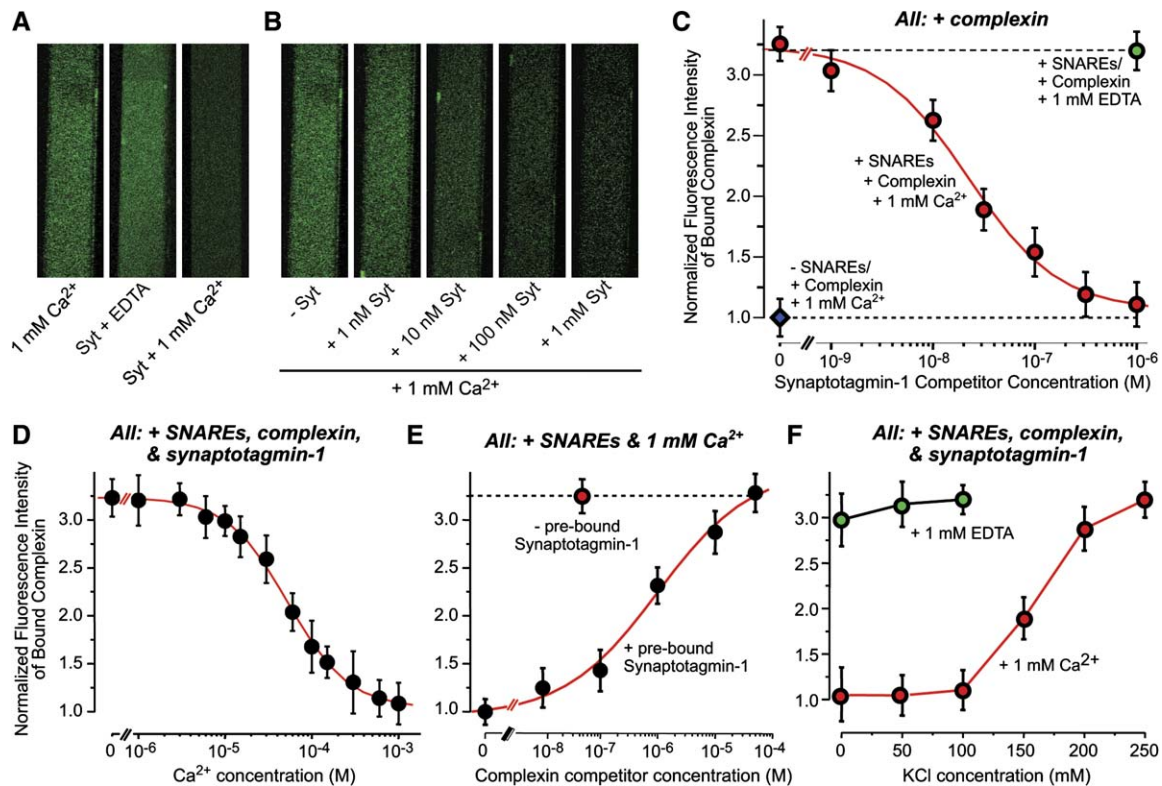 A
1 mM Ca²⁺
Syt + EDTA
Syt + 1 mM Ca²⁺
B
- Syt
+ 1 nM Syt
+ 10 nM Syt
+ 100 nM Syt
+ 1 mM Syt
+ 1 mM Ca²⁺
C
All: + complexin
Normalized Fluorescence Intensity
of Bound Complexin
3.0
2.5
2.0
1.5
1.0
+ SNAREs/
+ Complexin
+ 1 mM EDTA
+ SNAREs
+ Complexin
+ 1 mM Ca²⁺
- SNAREs/
+ Complexin
+ 1 mM Ca²⁺
0 10⁻⁹ 10⁻⁸ 10⁻⁷ 10⁻⁶
Synaptotagmin-1 Competitor Concentration (M)
D
All: + SNAREs, complexin,
& synaptotagmin-1
Normalized Fluorescence Intensity
of Bound Complexin
3.0
2.5
2.0
1.5
1.0
0 10⁻⁶ 10⁻⁵ 10⁻⁴ 10⁻³
Ca²⁺ concentration (M)
E
All: + SNAREs & 1 mM Ca²⁺
3.0
2.5
2.0
1.5
1.0
- pre-bound
Synaptotagmin-1
+ pre-bound
Synaptotagmin-1
0 10⁻⁸ 10⁻⁷ 10⁻⁶ 10⁻⁵ 10⁻⁴
Complexin competitor concentration (M)
F
All: + SNAREs, complexin,
& synaptotagmin-1
3.0
2.5
2.0
1.5
1.0
+ 1 mM EDTA
+ 1 mM Ca²⁺
0 50 100 150 200 250
KCl concentration (mM)